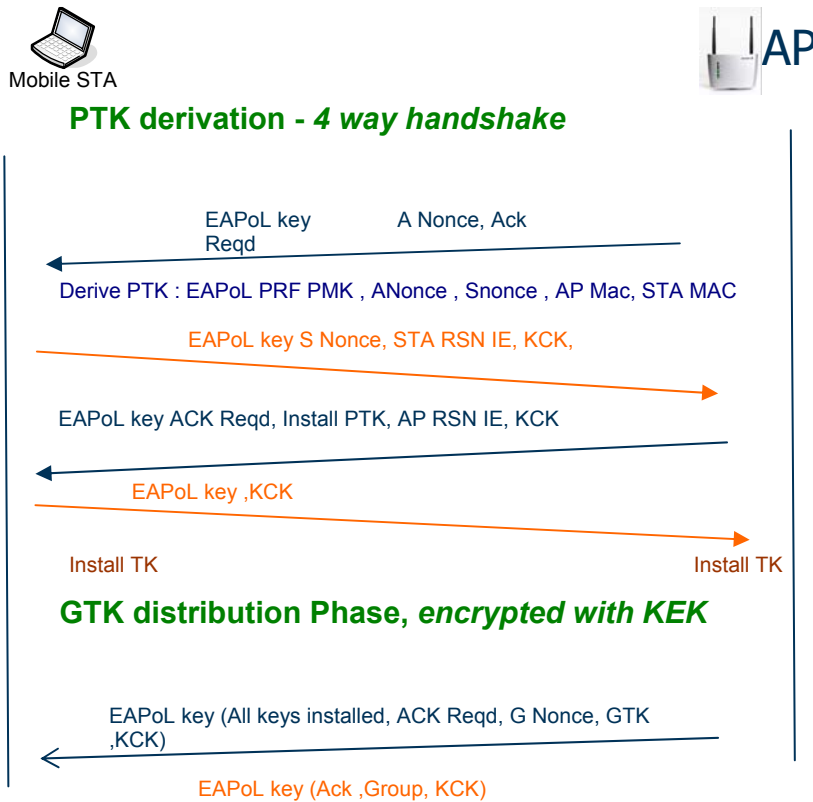 Mobile STA
AP
PTK derivation - 4 way handshake
EAPoL key A Nonce, Ack
Reqd
Derive PTK : EAPoL PRF PMK , ANonce , Snonce , AP Mac, STA MAC
EAPoL key S Nonce, STA RSN IE, KCK,
EAPoL key ACK Reqd, Install PTK, AP RSN IE, KCK
EAPoL key ,KCK
Install TK
Install TK
GTK distribution Phase, encrypted with KEK
EAPoL key (All keys installed, ACK Reqd, G Nonce, GTK
,KCK)
EAPoL key (Ack ,Group, KCK)